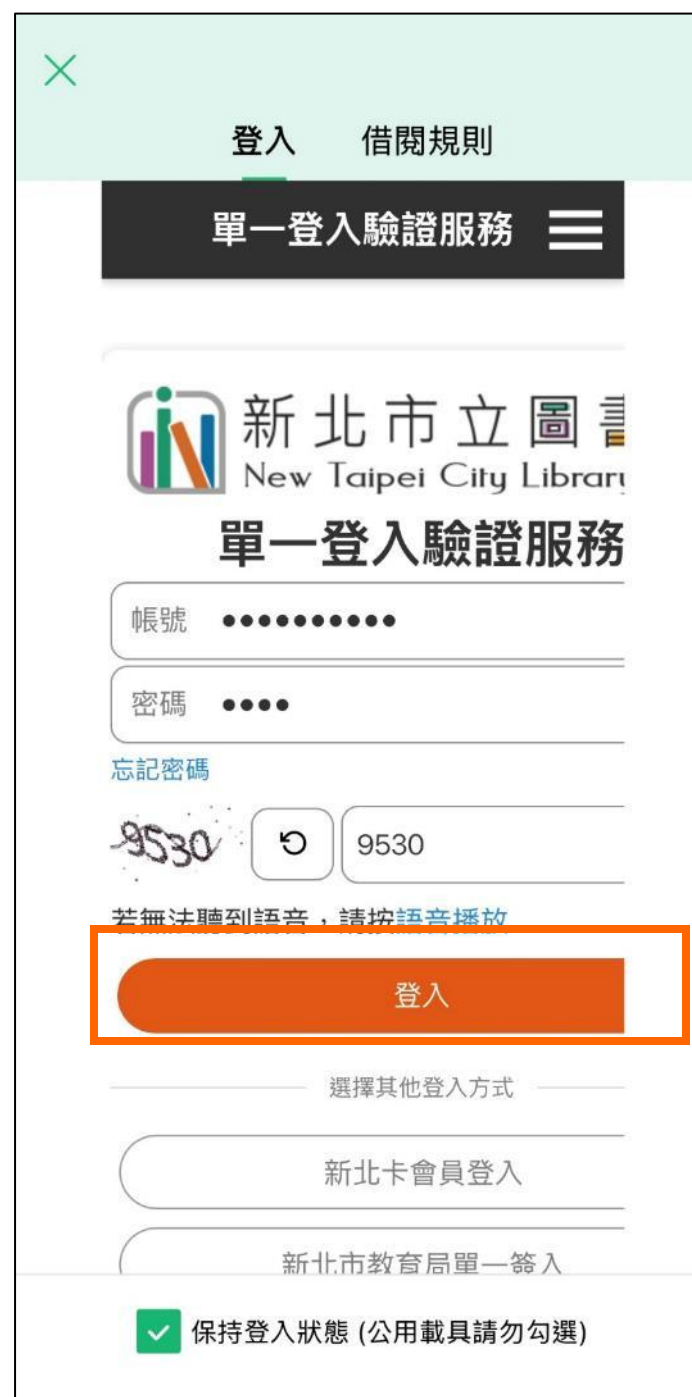 登入 借閱規則
單一登入驗證服務
新北市立圖
New Taipei City Library
單一登入驗證服務
帳號 ••••••••••
密碼 ••••
忘記密碼
9530 9530
若無法聽到語音，請按語音播放
登入
選擇其他登入方式
新北卡會員登入
新北市教育局單一簽入
保持登入狀態 (公用載具請勿勾選)